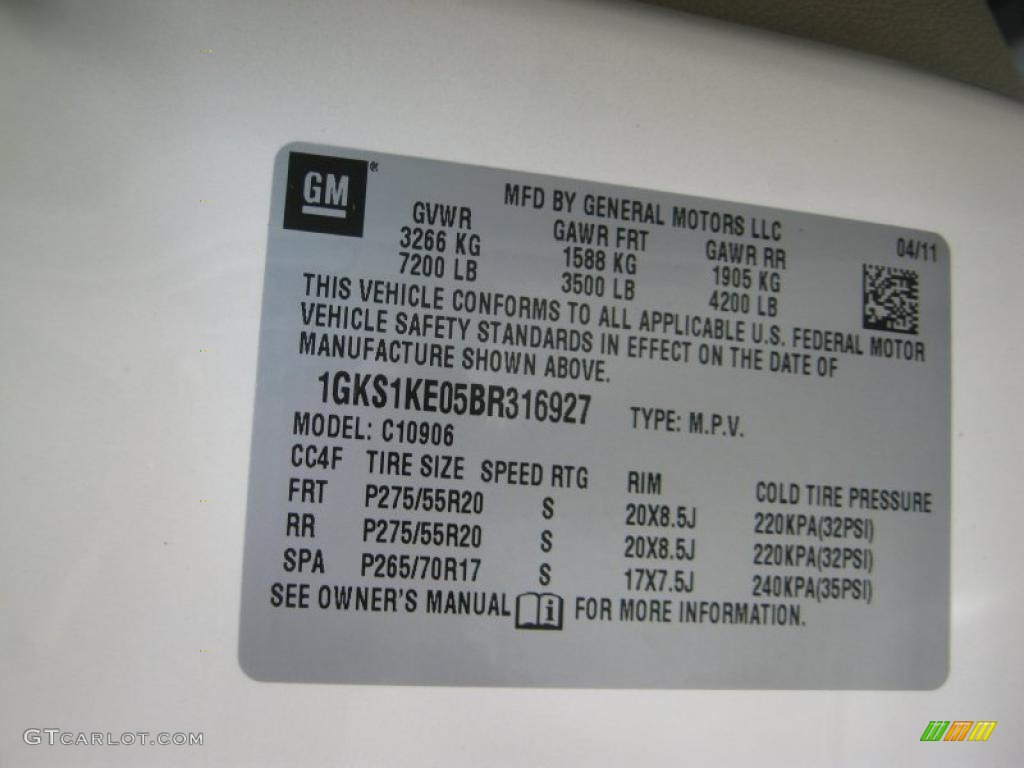 GM ®
MFD BY GENERAL MOTORS LLC
GVWR GAWR FRT GAWR RR 04/11
3266 KG 1588 KG 1905 KG
7200 LB 3500 LB 4200 LB
THIS VEHICLE CONFORMS TO ALL APPLICABLE U.S. FEDERAL MOTOR
VEHICLE SAFETY STANDARDS IN EFFECT ON THE DATE OF
MANUFACTURE SHOWN ABOVE.
1GKS1KE05BR316927 TYPE: M.P.V.
MODEL: C10906
CC4F TIRE SIZE SPEED RTG RIM COLD TIRE PRESSURE
FRT P275/55R20 S 20X8.5J 220KPA(32PSI)
RR P275/55R20 S 20X8.5J 220KPA(32PSI)
SPA P265/70R17 S 17X7.5J 240KPA(35PSI)
SEE OWNER'S MANUAL i FOR MORE INFORMATION.
GTCARLOT.COM